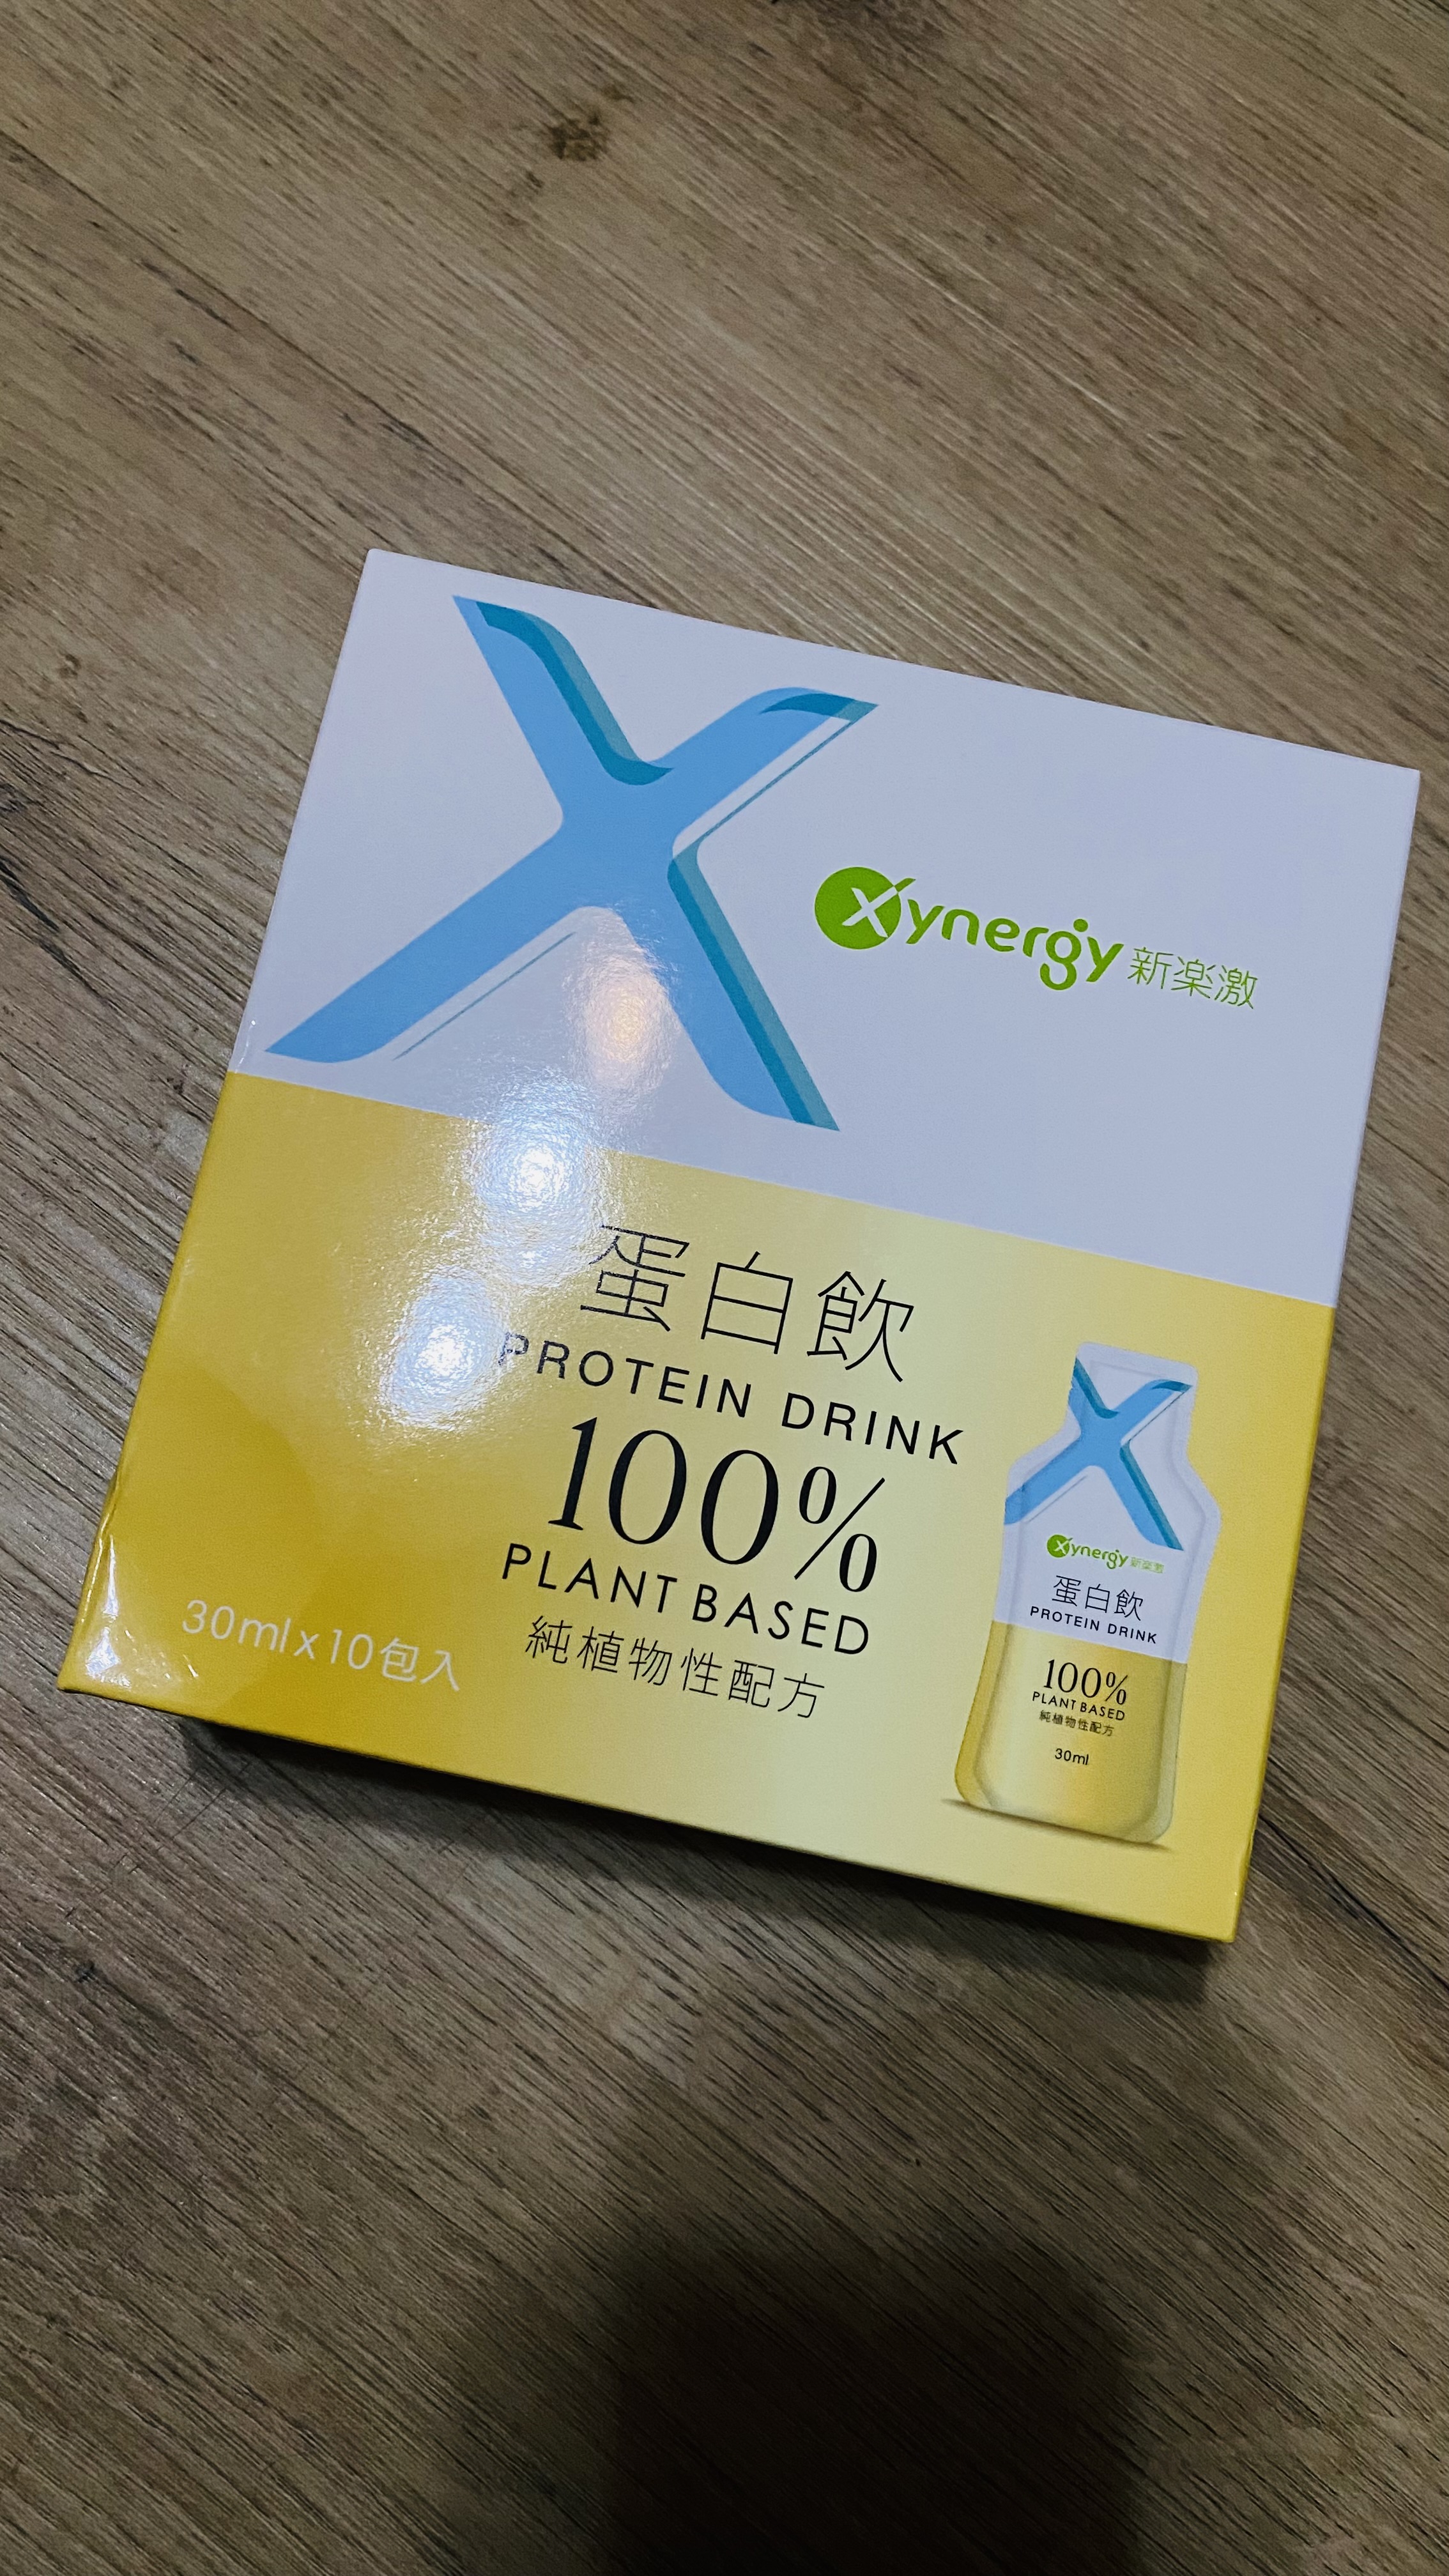 Xynergy 新楽激
蛋白飲
PROTEIN DRINK
100%
PLANT BASED
純植物性配方
30ml x 10包入
Xynergy 新楽激
蛋白飲
PROTEIN DRINK
100%
PLANT BASED
純植物性配方
30ml